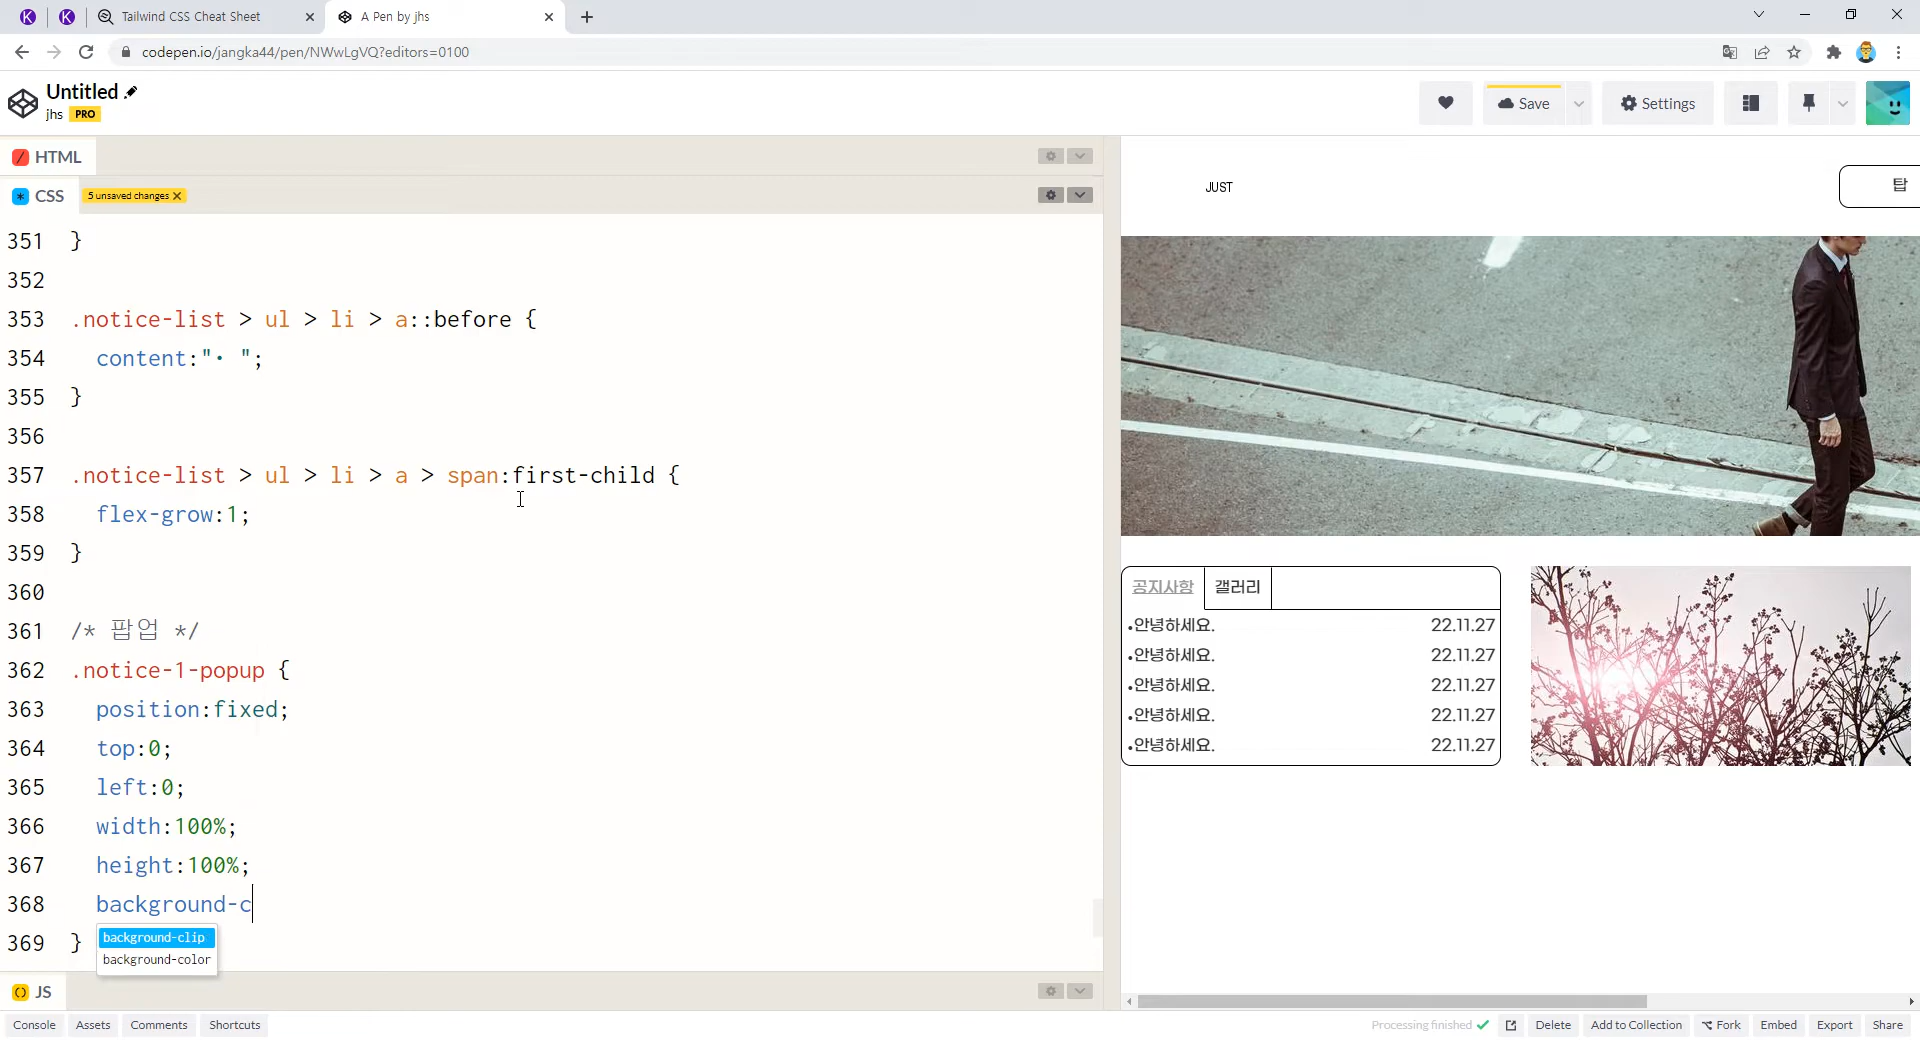 Tailwind CSS Cheat Sheet
A Pen by jhs
codepen.io/jangka44/pen/NWwLgVQ?editors=0100
Untitled
jhs PRO
Save
Settings
HTML
CSS 5 unsaved changes
351 }
352
353 .notice-list > ul > li > a::before {
354 content:"· ";
355 }
356
357 .notice-list > ul > li > a > span:first-child {
358 flex-grow:1;
359 }
360
361 /* 팝업 */
362 .notice-1-popup {
363 position:fixed;
364 top:0;
365 left:0;
366 width:100%;
367 height:100%;
368 background-c
369 }
background-clip
background-color
JS
JUST
탑
공지사항 갤러리
·안녕하세요. 22.11.27
·안녕하세요. 22.11.27
·안녕하세요. 22.11.27
·안녕하세요. 22.11.27
·안녕하세요. 22.11.27
Console Assets Comments Shortcuts
Processing finished Delete Add to Collection Fork Embed Export Share